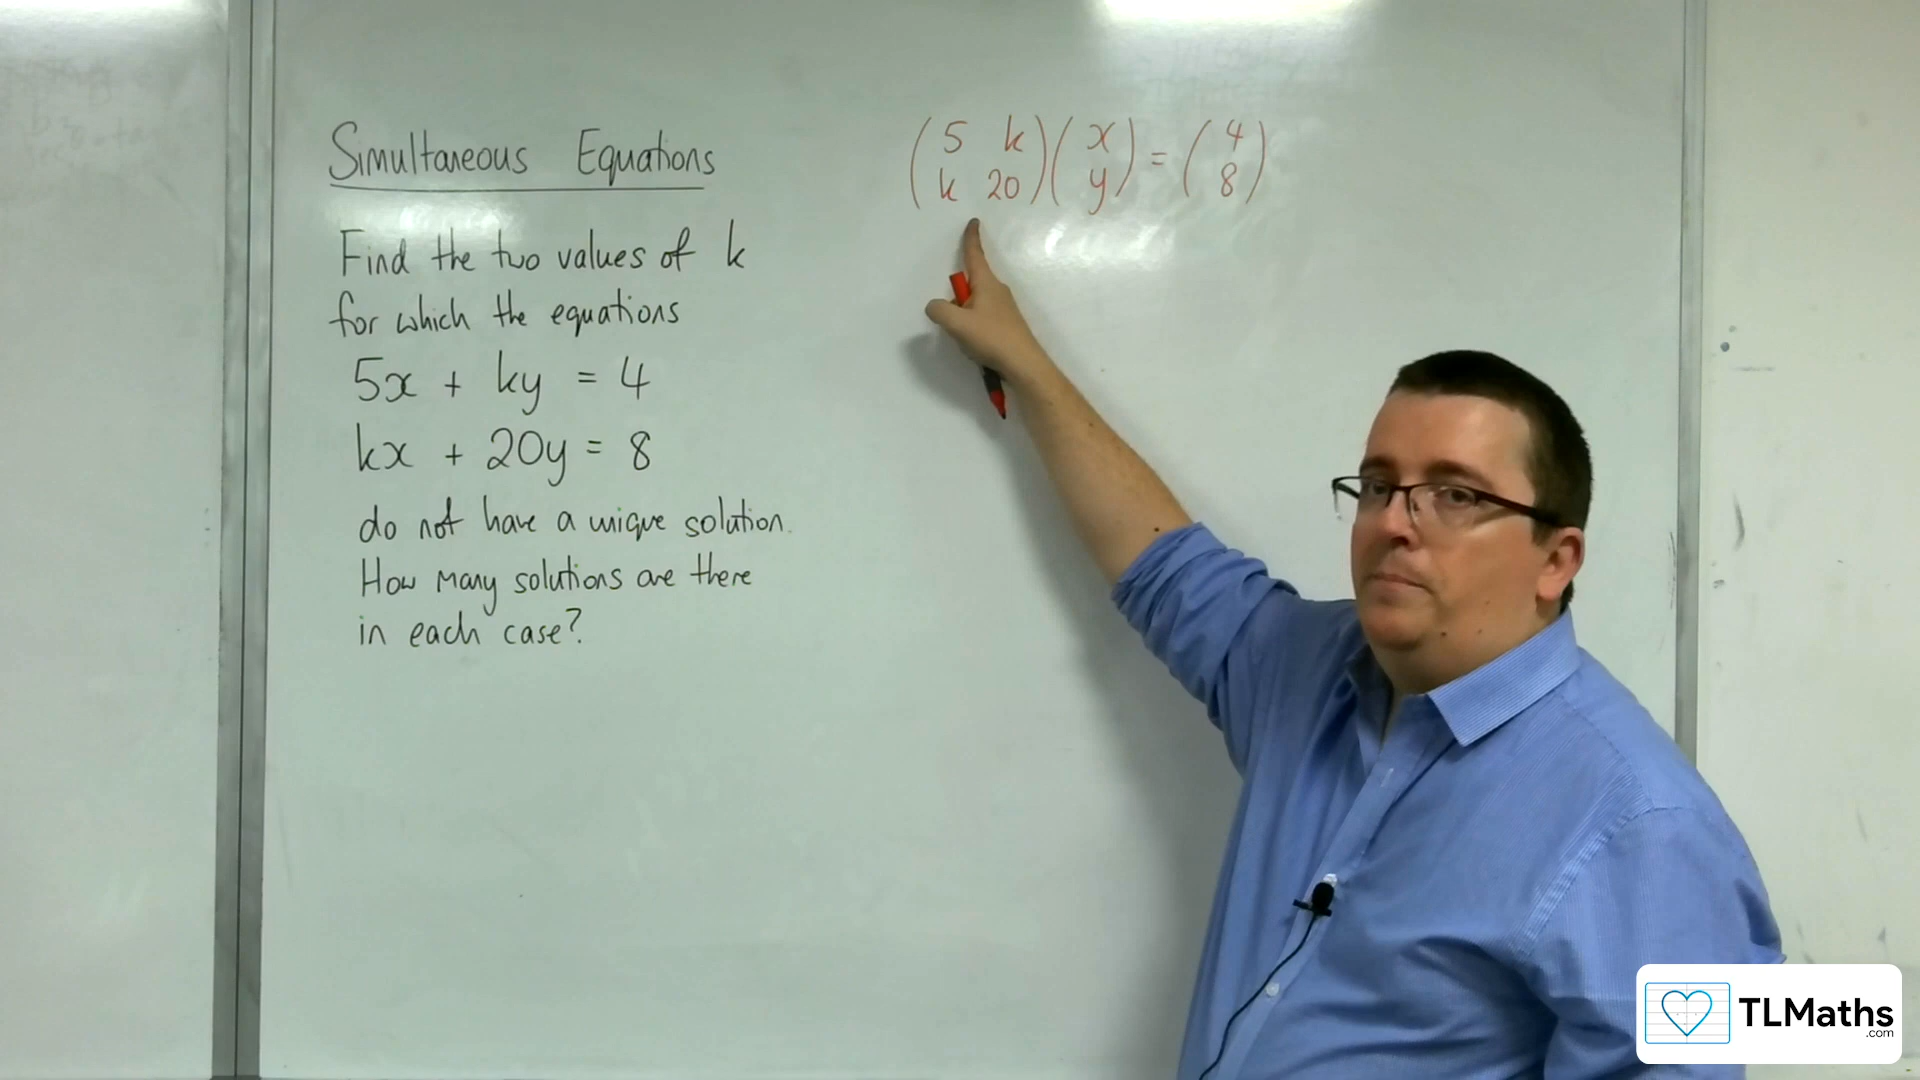 Simultaneous Equations
Find the two values of k
for which the equations
5x + ky = 4
kx + 20y = 8
do not have a unique solution.
How many solutions are there
in each case?
(5 k)(x) = (4)
(k 20)(y) (8)
TLMaths
.com